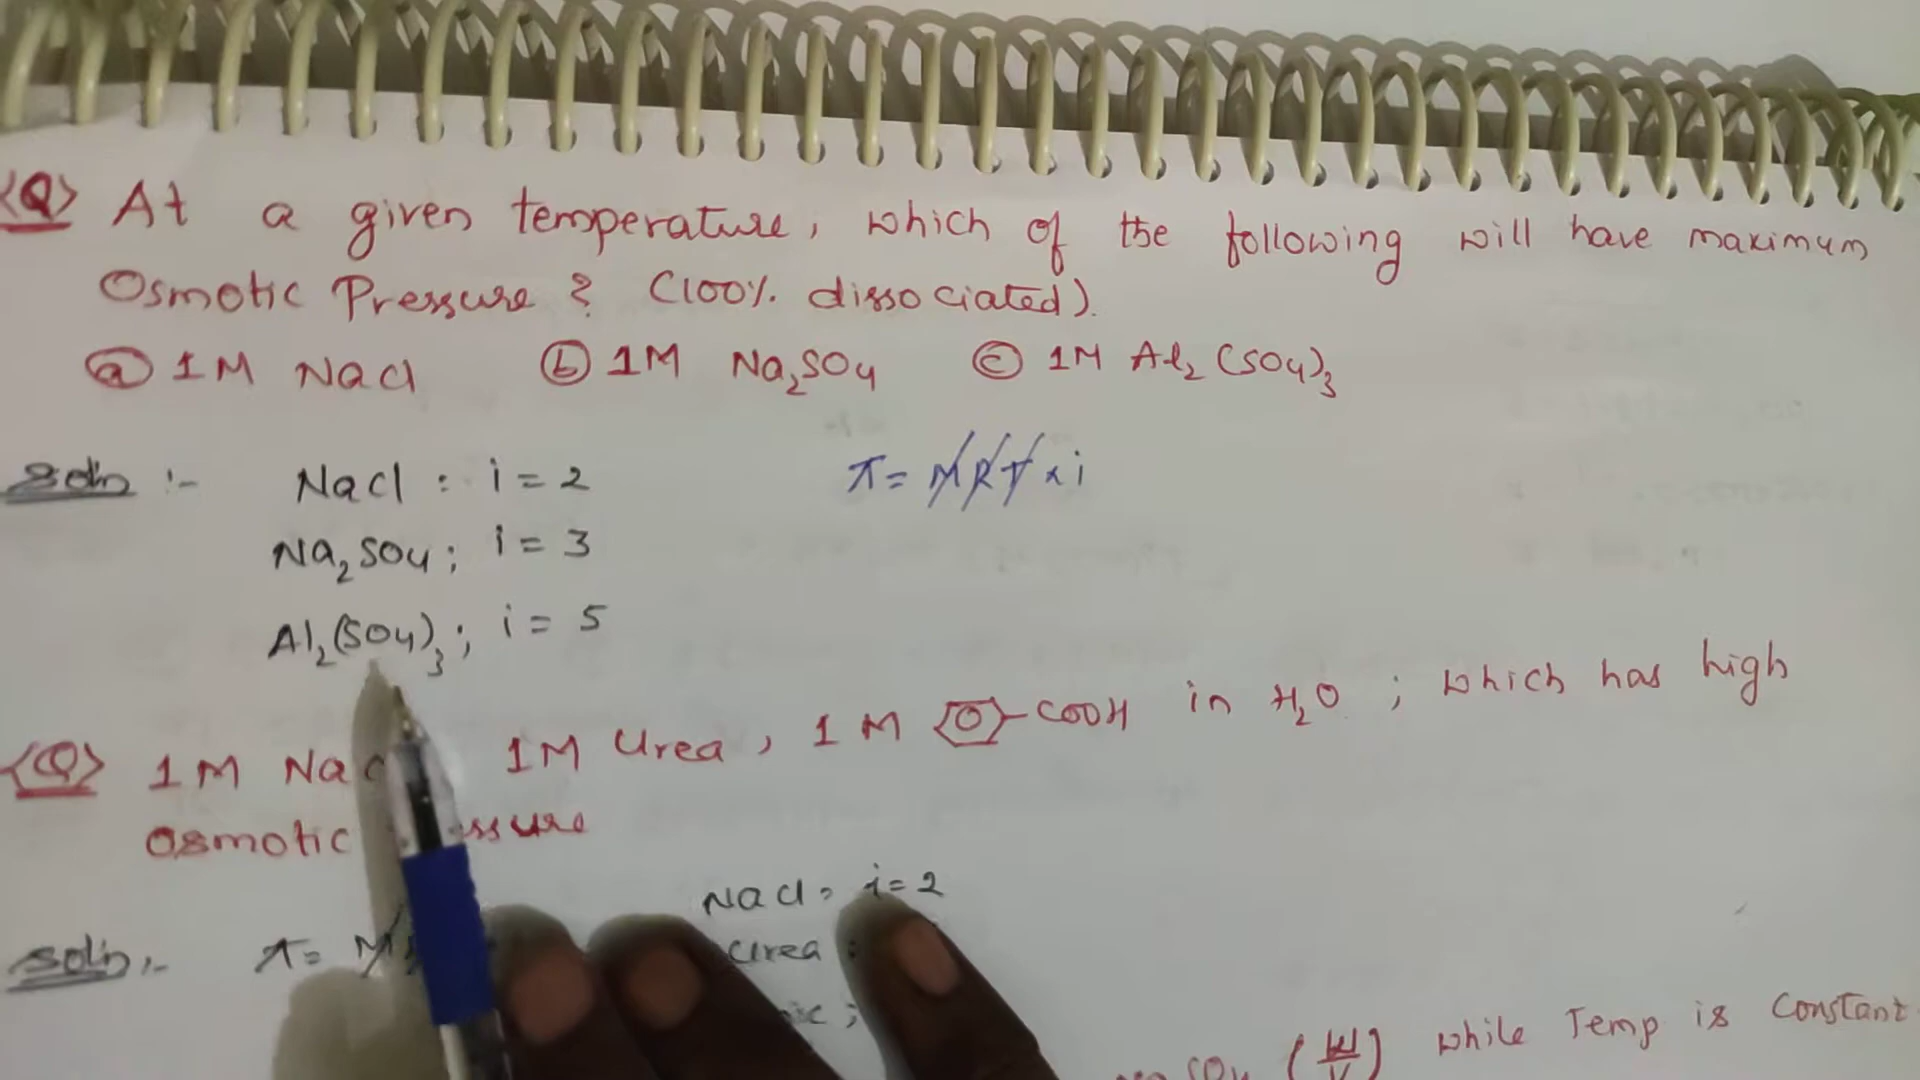 <Q> At a given temperature, which of the following will have maximum
Osmotic Pressure ? (100% dissociated).
(a) 1M NaCl (b) 1M Na₂SO₄ (c) 1M Al₂(SO₄)₃
Soln :- NaCl : i = 2 π = MRT × i
Na₂SO₄ ; i = 3
Al₂(SO₄)₃ ; i = 5
<Q> 1M 1M Urea , 1 M COOH in H₂O ; which has high
Osmotic
Soln :- π = M NaCl = i = 2
Urea
(W/V) while Temp is Constant